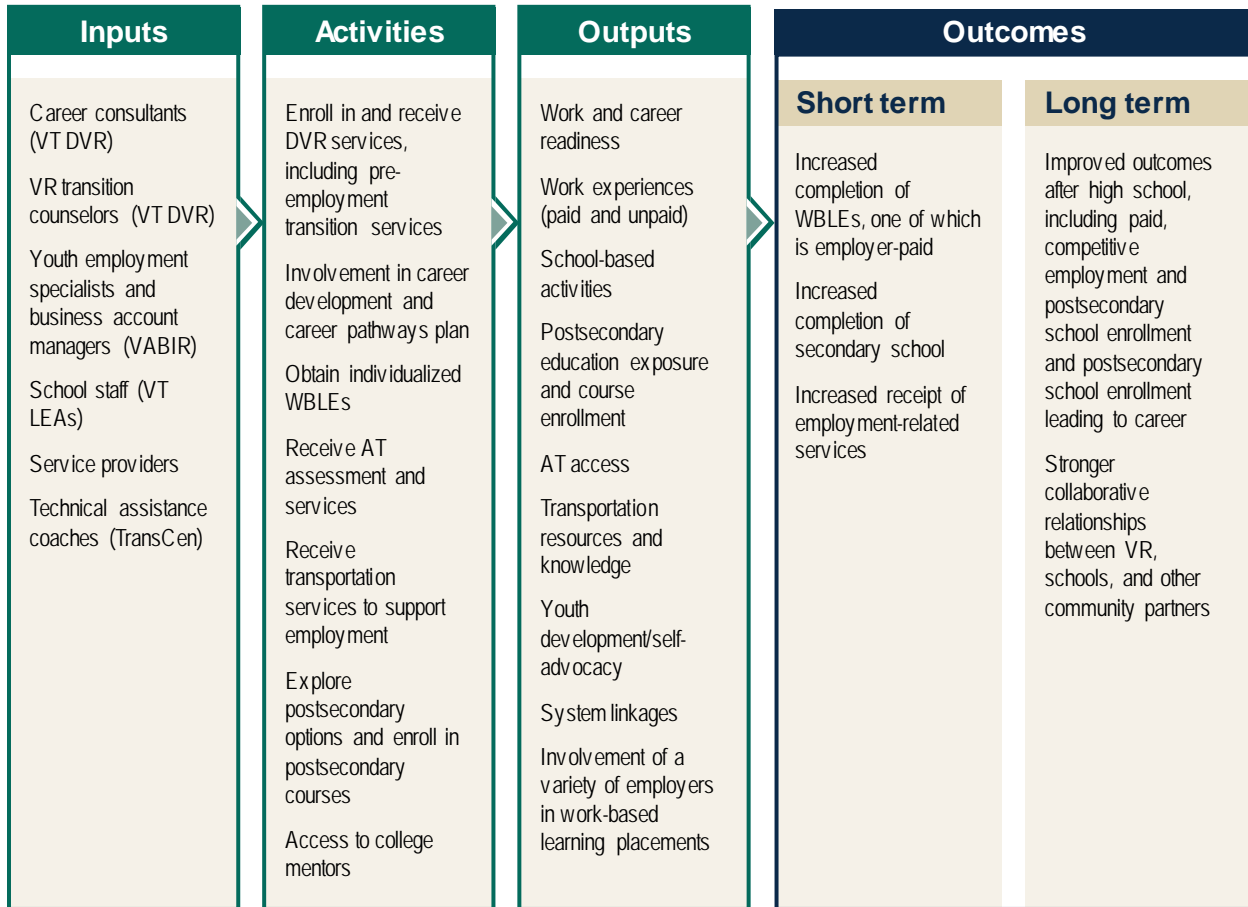 Inputs
Career consultants
(VT DVR)
VR transition
counselors (VT DVR)
Youth employment
specialists and
business account
managers (VABIR)
School staff (VT
LEAs)
Service providers
Technical assistance
coaches (TransCen)
Activities
Enroll in and receive
DVR services,
including pre-
employment
transition services
Involvement in career
development and
career pathways plan
Obtain individualized
WBLEs
Receive AT
assessment and
services
Receive
transportation
services to support
employment
Explore
postsecondary
options and enroll in
postsecondary
courses
Access to college
mentors
Outputs
Work and career
readiness
Work experiences
(paid and unpaid)
School-based
activities
Postsecondary
education exposure
and course
enrollment
AT access
Transportation
resources and
knowledge
Youth
development/self-
advocacy
System linkages
Involvement of a
variety of employers
in work-based
learning placements
Outcomes
Short term
Increased
completion of
WBLEs, one of which
is employer-paid
Increased
completion of
secondary school
Increased receipt of
employment-related
services
Long term
Improved outcomes
after high school,
including paid,
competitive
employment and
postsecondary
school enrollment
and postsecondary
school enrollment
leading to career
Stronger
collaborative
relationships
between VR,
schools, and other
community partners